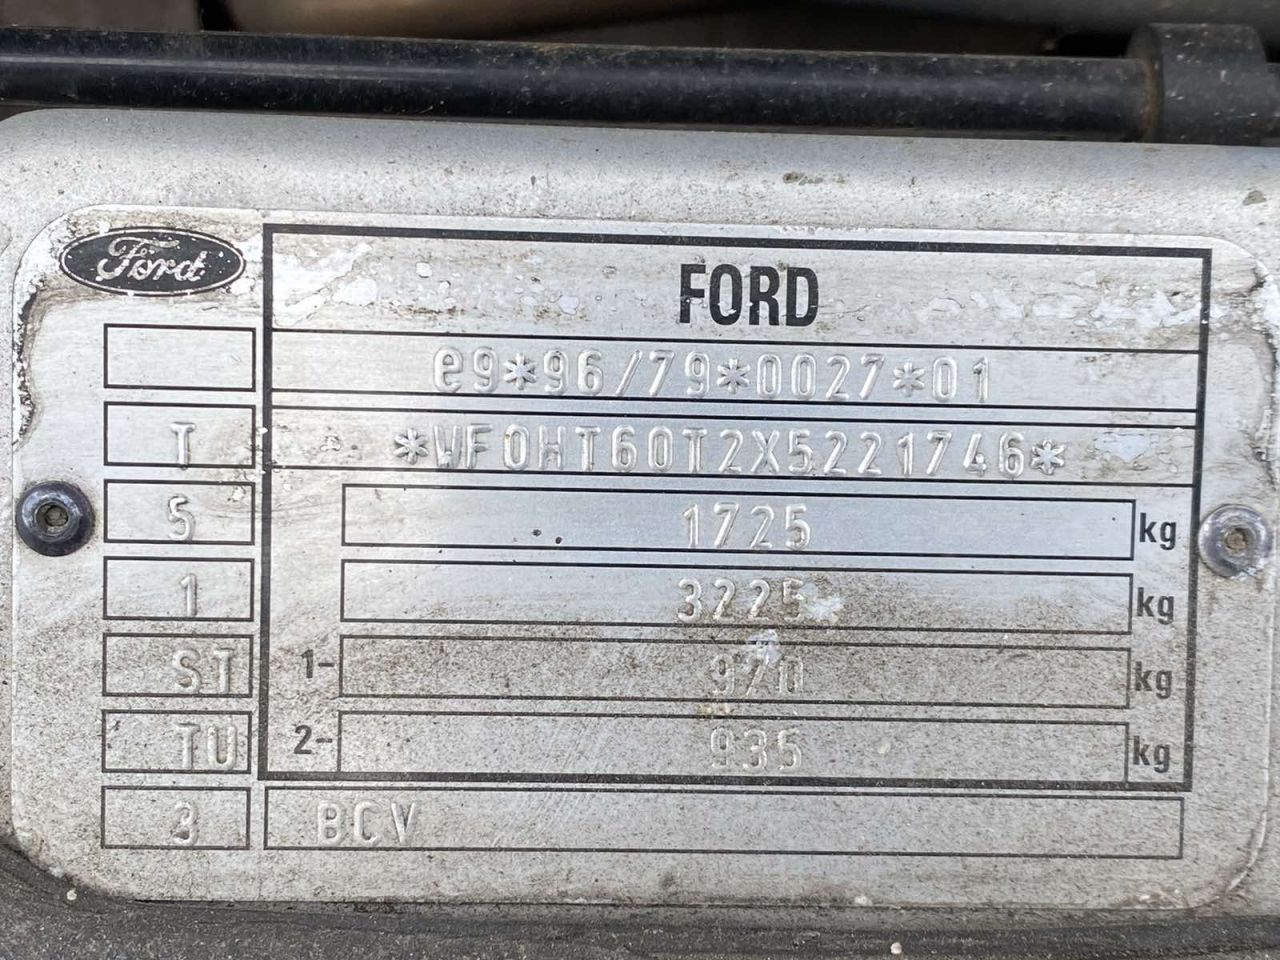 Ford
FORD
e9*96/79*0027*01
T *WF0HT60T2X5221746*
5 1725 kg
1 3225 kg
ST 1- 970 kg
TU 2- 935 kg
3 BCV